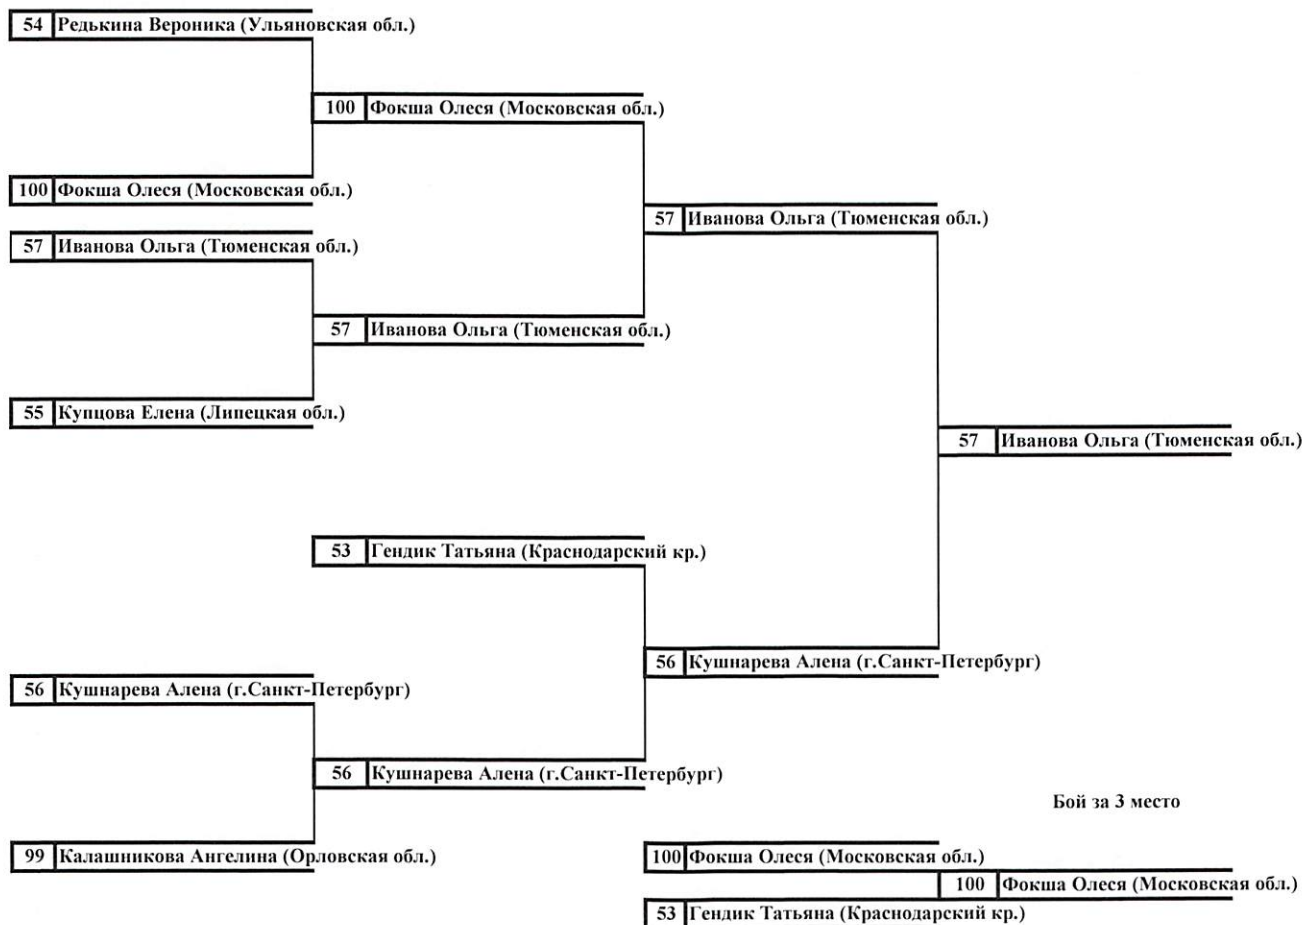 54 Редькина Вероника (Ульяновская обл.)
100 Фокша Олеся (Московская обл.)
100 Фокша Олеся (Московская обл.)
57 Иванова Ольга (Тюменская обл.)
57 Иванова Ольга (Тюменская обл.)
57 Иванова Ольга (Тюменская обл.)
55 Купцова Елена (Липецкая обл.)
57 Иванова Ольга (Тюменская обл.)
53 Гендик Татьяна (Краснодарский кр.)
56 Кушнарева Алена (г.Санкт-Петербург)
56 Кушнарева Алена (г.Санкт-Петербург)
56 Кушнарева Алена (г.Санкт-Петербург)
Бой за 3 место
99 Калашникова Ангелина (Орловская обл.)
100 Фокша Олеся (Московская обл.)
100 Фокша Олеся (Московская обл.)
53 Гендик Татьяна (Краснодарский кр.)